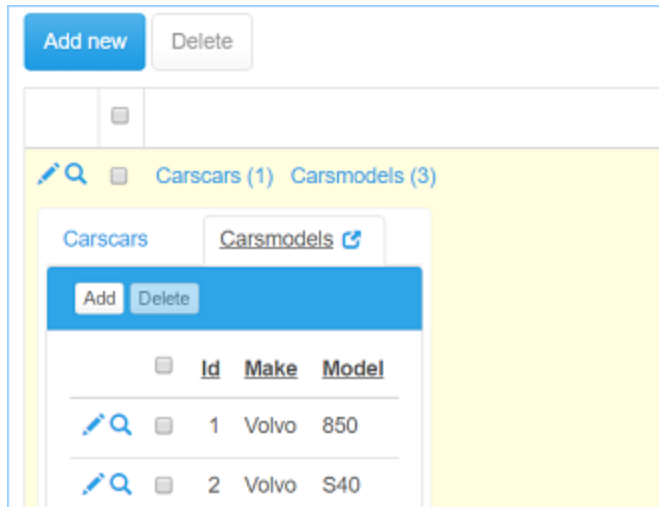 Add new Delete
Carscars (1) Carsmodels (3)
Carscars Carsmodels
Add Delete
Id Make Model
1 Volvo 850
2 Volvo S40